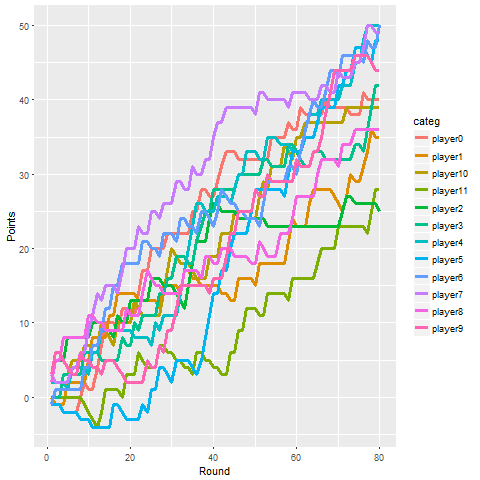 50
40
30
20
10
0
Points
0
20
40
60
80
Round
categ
player0
player1
player10
player11
player2
player3
player4
player5
player6
player7
player8
player9